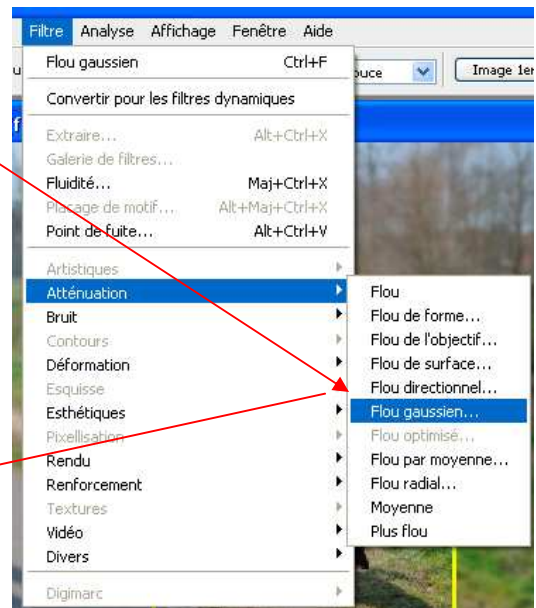 Filtre Analyse Affichage Fenêtre Aide
Flou gaussien Ctrl+F
Convertir pour les filtres dynamiques
Extraire... Alt+Ctrl+X
Galerie de filtres...
Fluidité... Maj+Ctrl+X
Placage de motif... Alt+Maj+Ctrl+X
Point de fuite... Alt+Ctrl+V
Artistiques
Atténuation
Bruit
Contours
Déformation
Esquisse
Esthétiques
Pixellisation
Rendu
Renforcement
Textures
Vidéo
Divers
Digimarc
Flou
Flou de forme...
Flou de l'objectif...
Flou de surface...
Flou directionnel...
Flou gaussien...
Flou optimisé...
Flou par moyenne...
Flou radial...
Moyenne
Plus flou
Image 1er